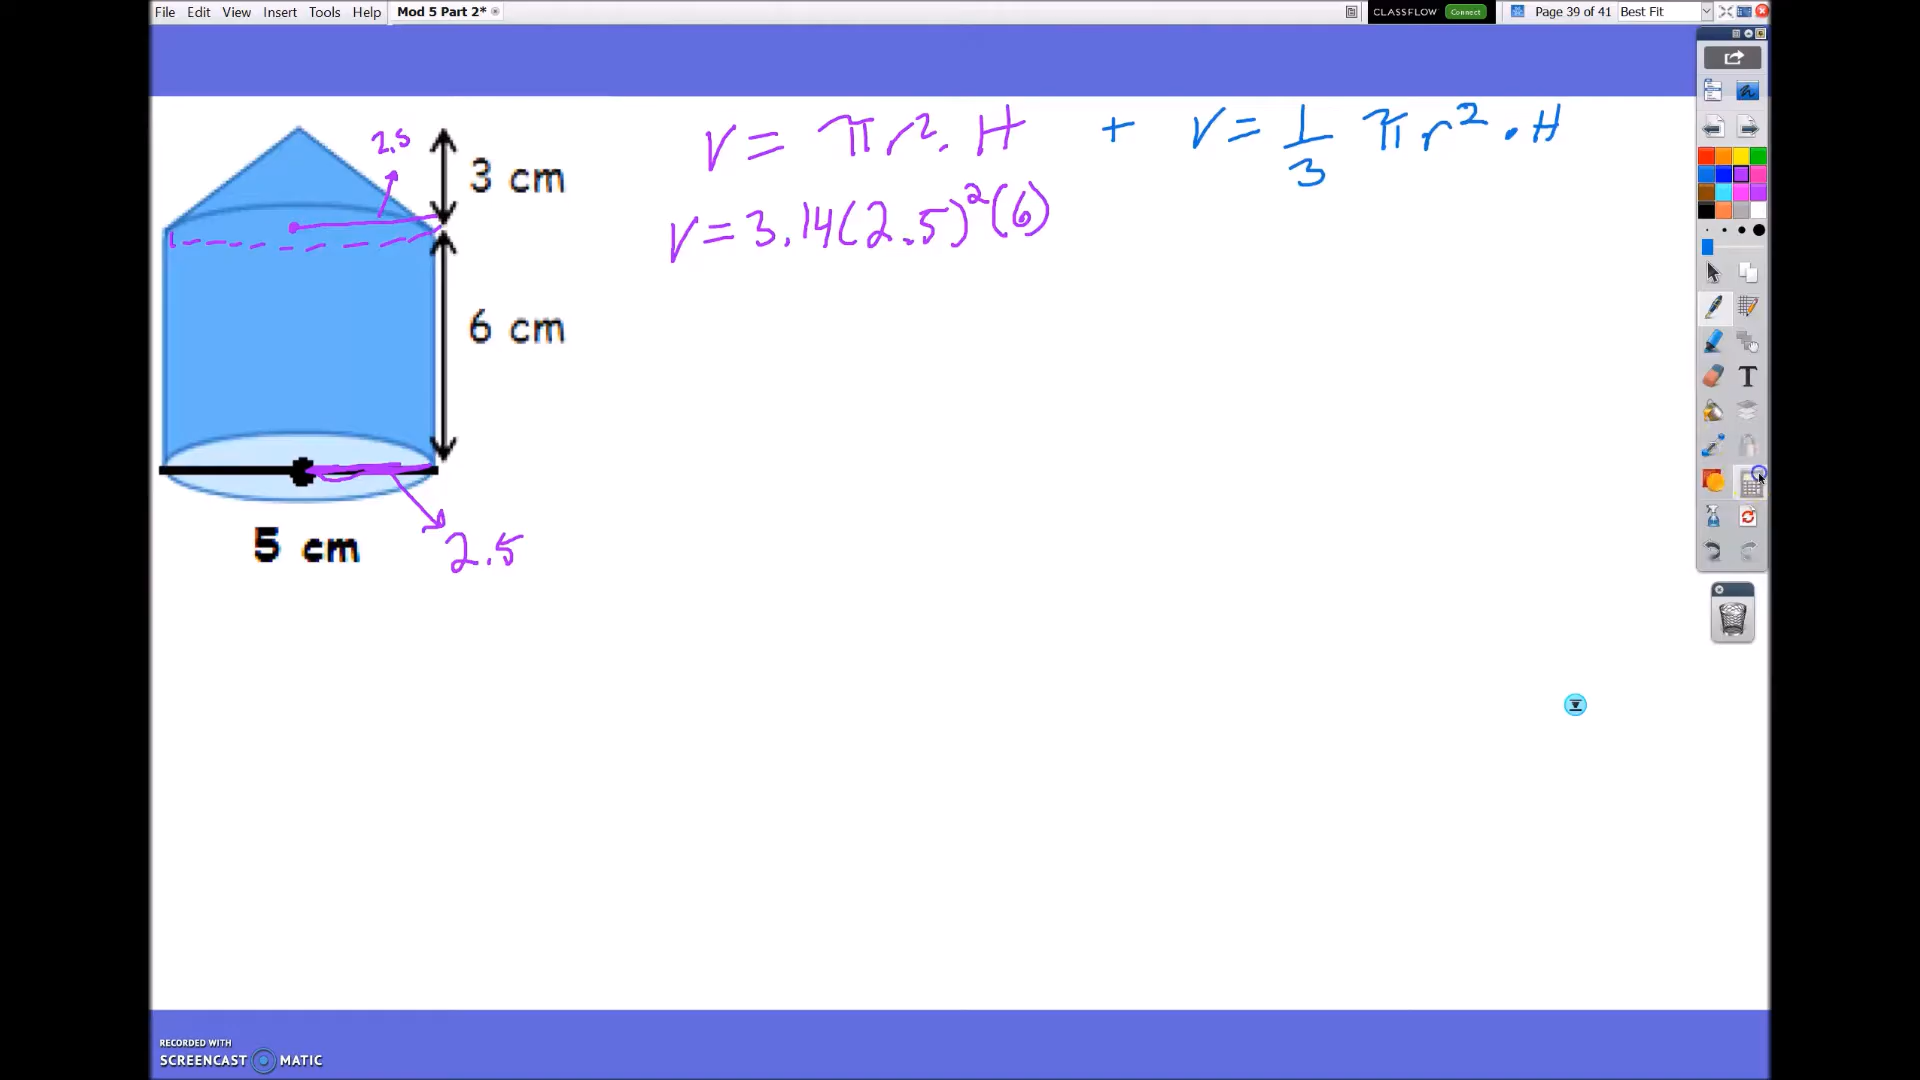 File Edit View Insert Tools Help Mod 5 Part 2*
CLASSFLOW Connect Page 39 of 41 Best Fit
V = πr². H + V = 1/3 πr² • H
2.5
3 cm
V = 3.14(2.5)²(6)
6 cm
5 cm
2.5
T
RECORDED WITH
SCREENCAST MATIC